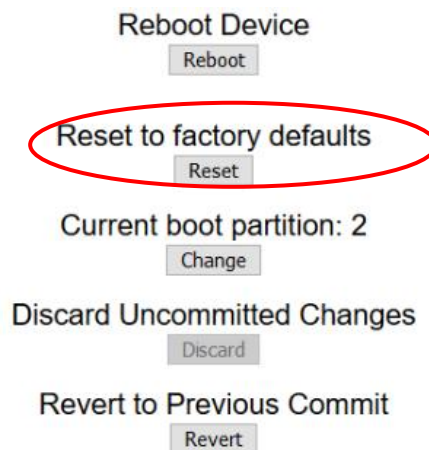 Reboot Device
Reboot
Reset to factory defaults
Reset
Current boot partition: 2
Change
Discard Uncommitted Changes
Discard
Revert to Previous Commit
Revert